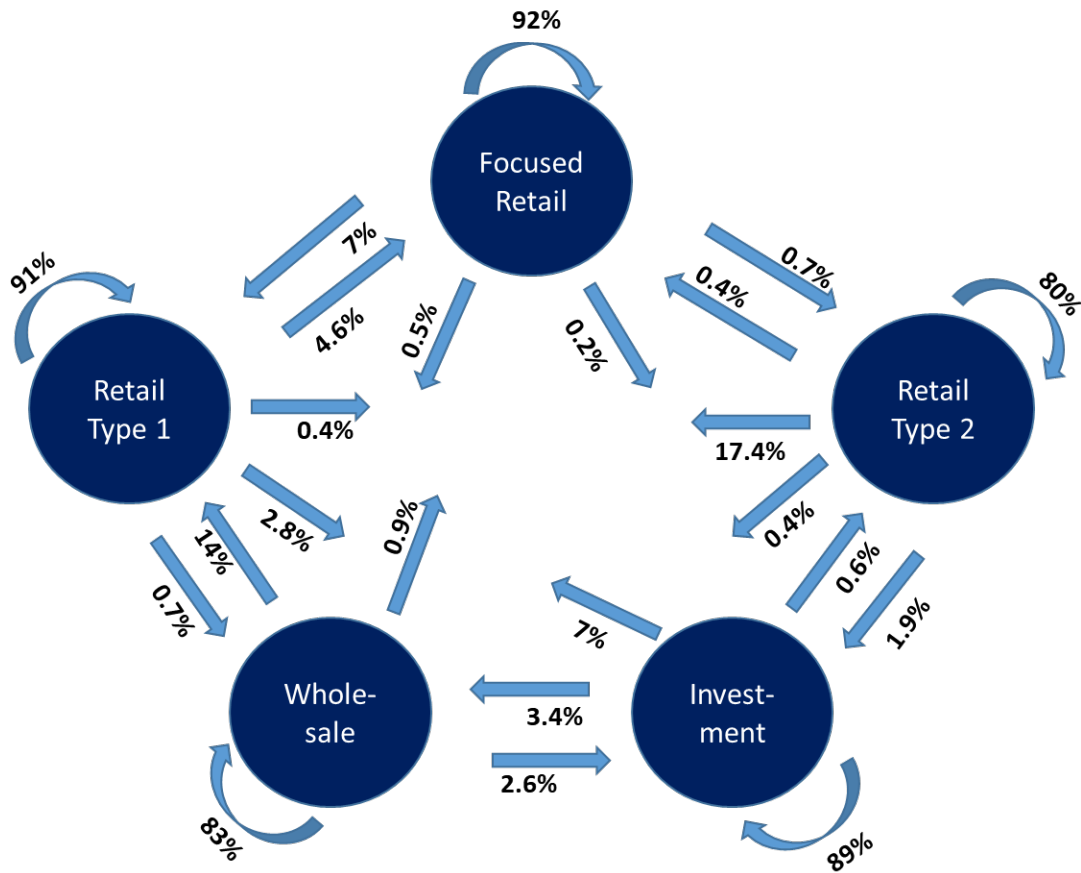 92%
Focused
Retail
7%
4.6%
0.5%
0.2%
0.7%
0.4%
91%
Retail
Type 1
0.4%
2.8%
0.7%
14%
0.9%
80%
Retail
Type 2
17.4%
0.4%
0.6%
1.9%
7%
Whole-
sale
3.4%
2.6%
Invest-
ment
83%
89%